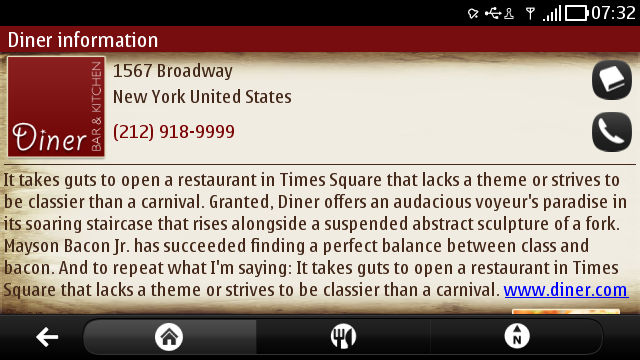 07:32
Diner information
Diner
BAR & KITCHEN
1567 Broadway
New York United States
(212) 918-9999
It takes guts to open a restaurant in Times Square that lacks a theme or strives to
be classier than a carnival. Granted, Diner offers an audacious voyeur's paradise in
its soaring staircase that rises alongside a suspended abstract sculpture of a fork.
Mayson Bacon Jr. has succeeded finding a perfect balance between class and
bacon. And to repeat what I'm saying: It takes guts to open a restaurant in Times
Square that lacks a theme or strives to be classier than a carnival. www.diner.com
N